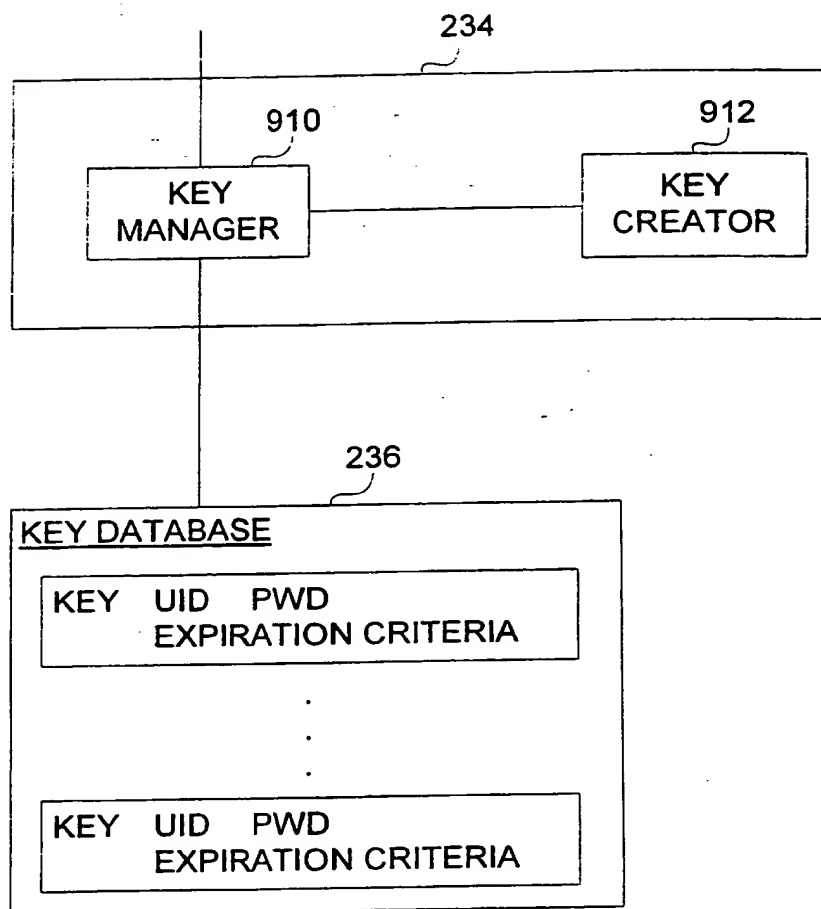 234
910
912
KEY
MANAGER
KEY
CREATOR
236
KEY DATABASE
KEY UID PWD
EXPIRATION CRITERIA
.
.
.
KEY UID PWD
EXPIRATION CRITERIA